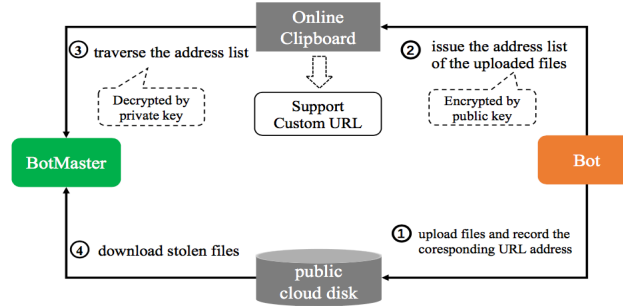 Online
Clipboard
③ traverse the address list
② issue the address list
of the uploaded files
Decrypted by
private key
Support
Custom URL
Encrypted by
public key
BotMaster
Bot
① upload files and record the
coresponding URL address
④ download stolen files
public
cloud disk